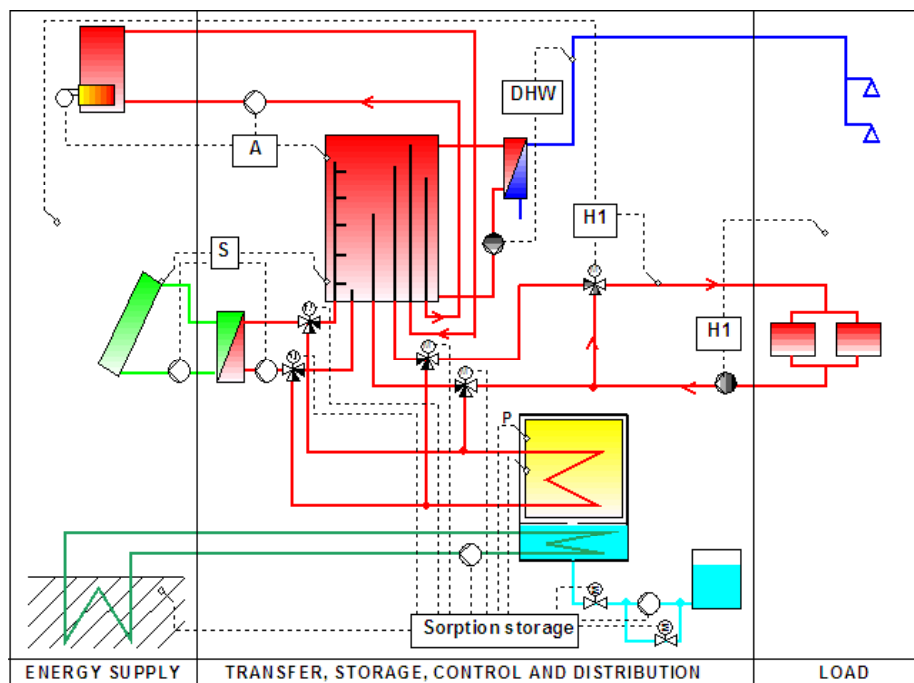 DHW
A
H1
S
H1
P
Sorption storage
ENERGY SUPPLY
TRANSFER, STORAGE, CONTROL AND DISTRIBUTION
LOAD